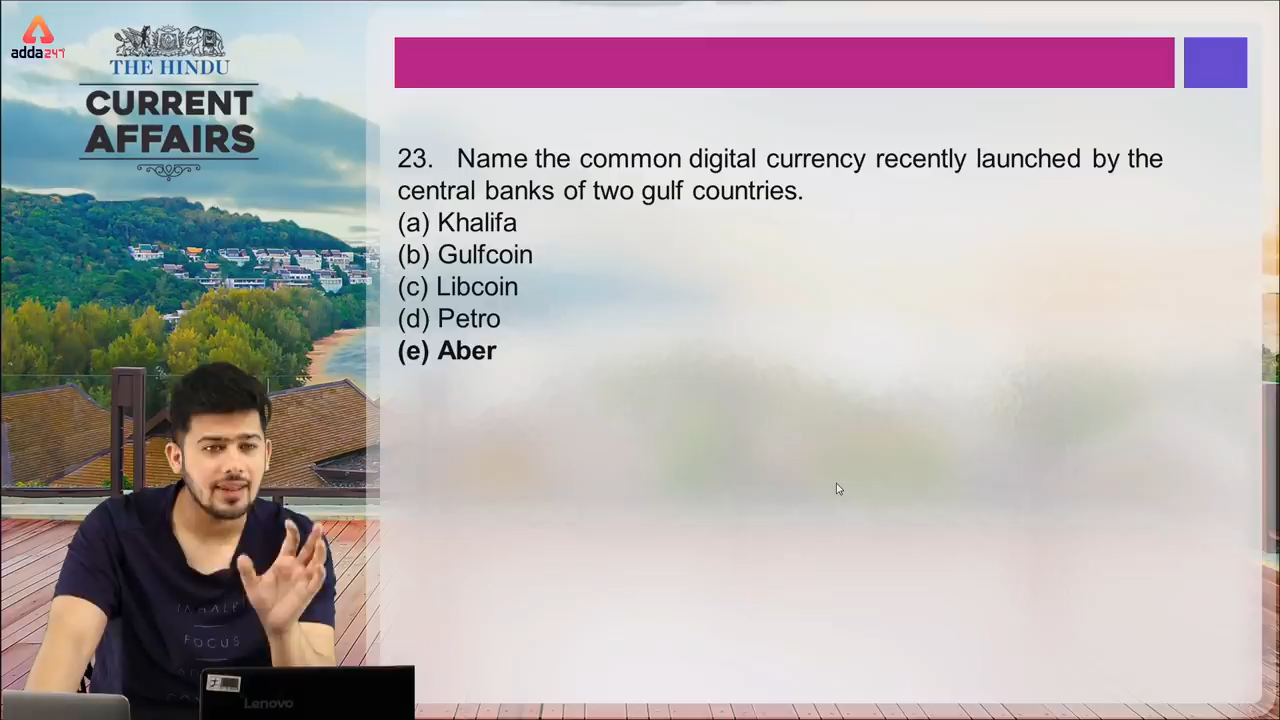 adda247
THE HINDU
CURRENT
AFFAIRS
23. Name the common digital currency recently launched by the
central banks of two gulf countries.
(a) Khalifa
(b) Gulfcoin
(c) Libcoin
(d) Petro
(e) Aber
INHALE
FOCUS
Lenovo